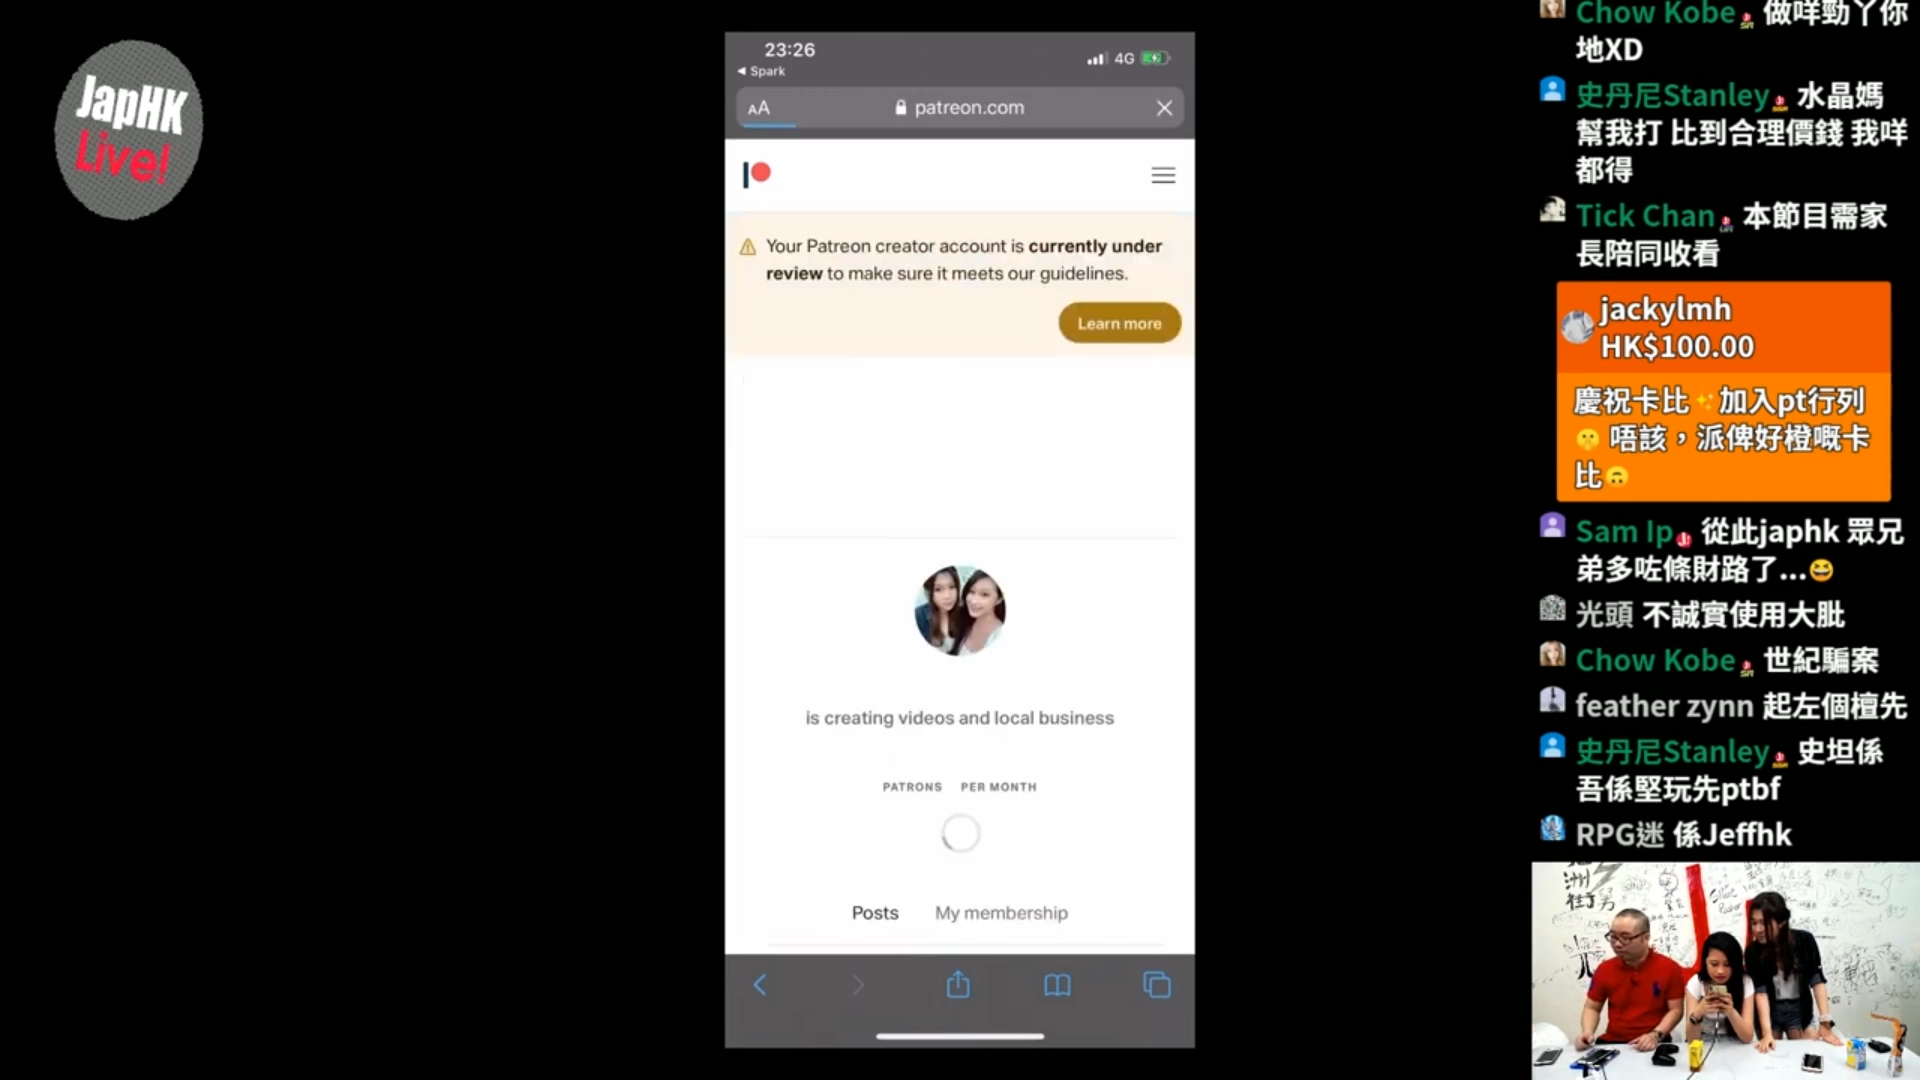 JapHK
Live!
23:26
Spark
4G
AA
patreon.com
Your Patreon creator account is currently under
review to make sure it meets our guidelines.
Learn more
is creating videos and local business
PATRONS PER MONTH
Posts My membership
Chow Kobe 做咩勁丫你
地XD
史丹尼Stanley 水晶媽
幫我打 比到合理價錢 我咩
都得
Tick Chan 本節目需家
長陪同收看
jackylmh
HK$100.00
慶祝卡比✨加入pt行列
🤫 唔該，派俾好橙嘅卡
比🙃
Sam Ip 從此japhk 眾兄
弟多咗條財路了...😆
光頭 不誠實使用大肶
Chow Kobe 世紀騙案
feather zynn 起左個檀先
史丹尼Stanley 史坦係
吾係堅玩先ptbf
RPG迷 係Jeffhk